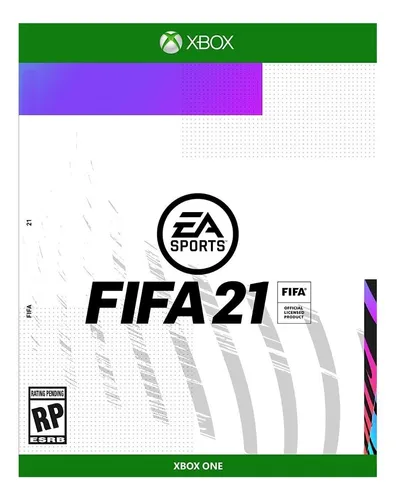 XBOX
EA
SPORTS
FIFA 21
FIFA
OFFICIAL
LICENSED
PRODUCT
21
FIFA
RATING PENDING
RP
ESRB
XBOX ONE